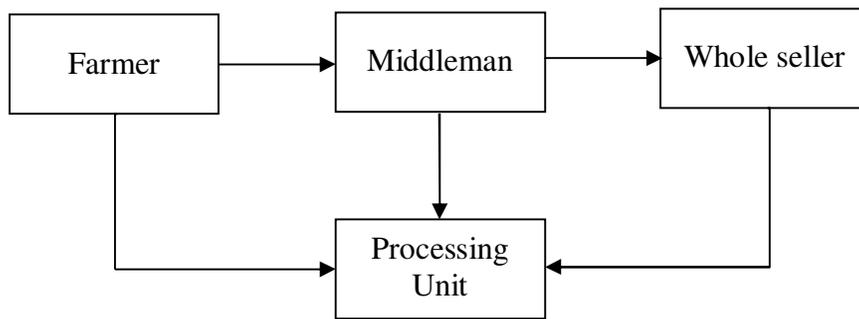 Farmer
Middleman
Whole seller
Processing
Unit